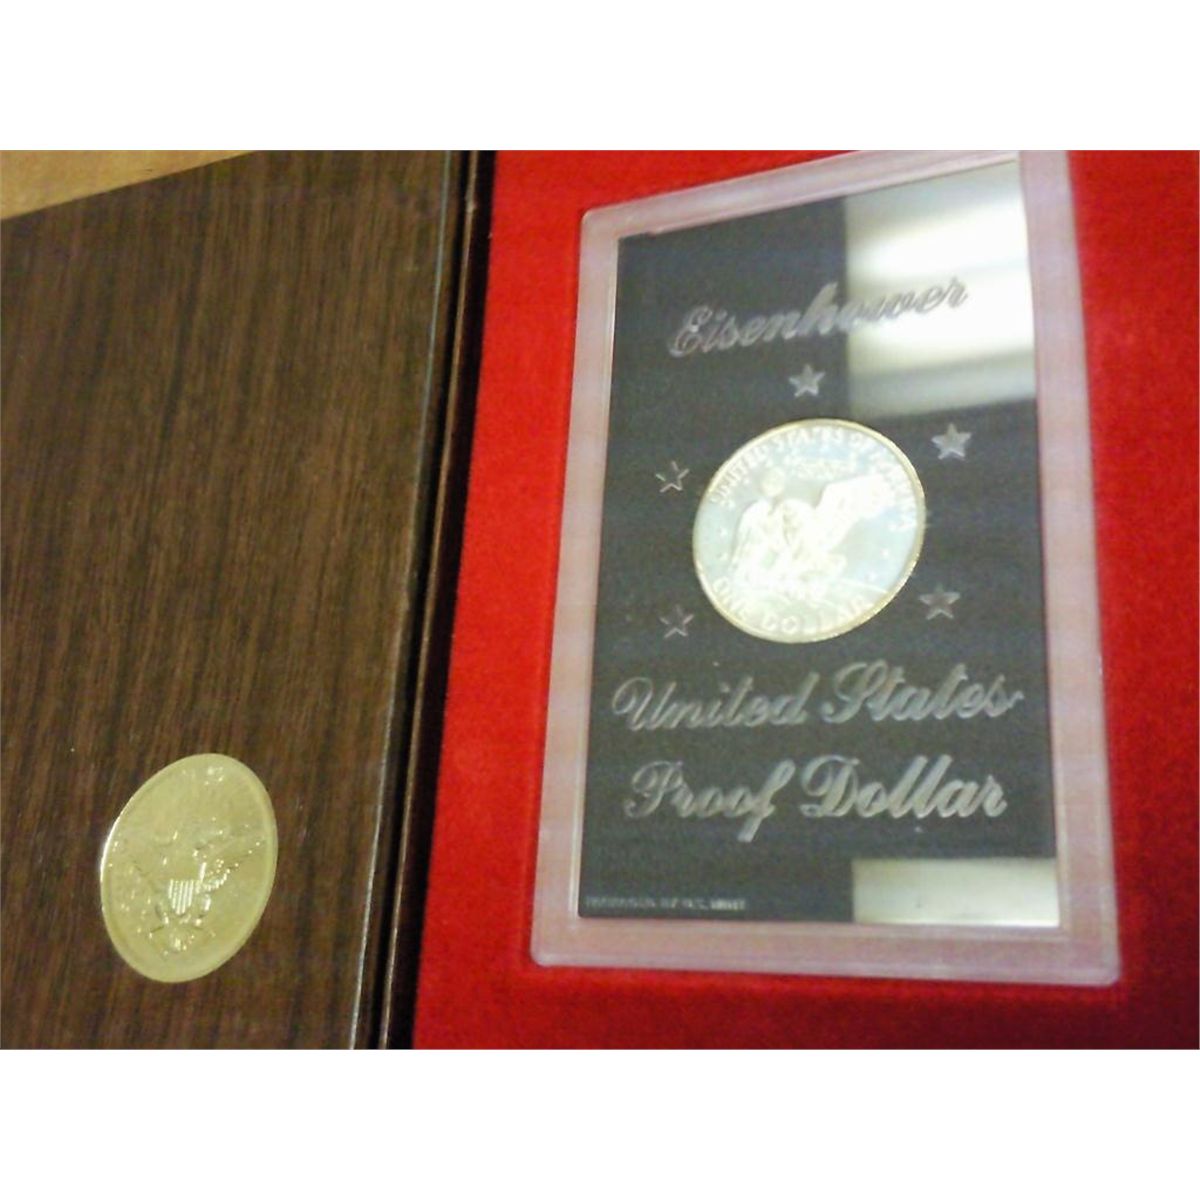 Eisenhower
UNITED STATES OF AMERICA
ONE DOLLAR
United States
Proof Dollar